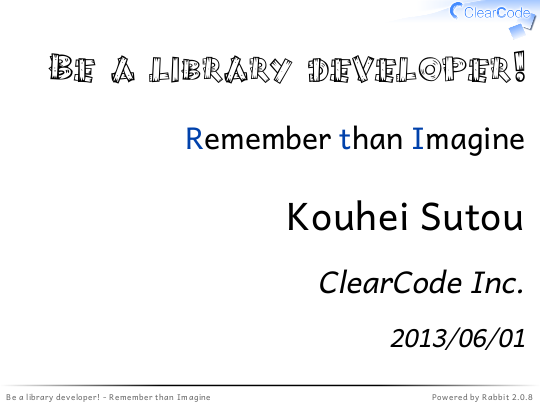 ClearCode
Be a library developer!
Remember than Imagine
Kouhei Sutou
ClearCode Inc.
2013/06/01
Be a library developer! - Remember than Imagine
Powered by Rabbit 2.0.8